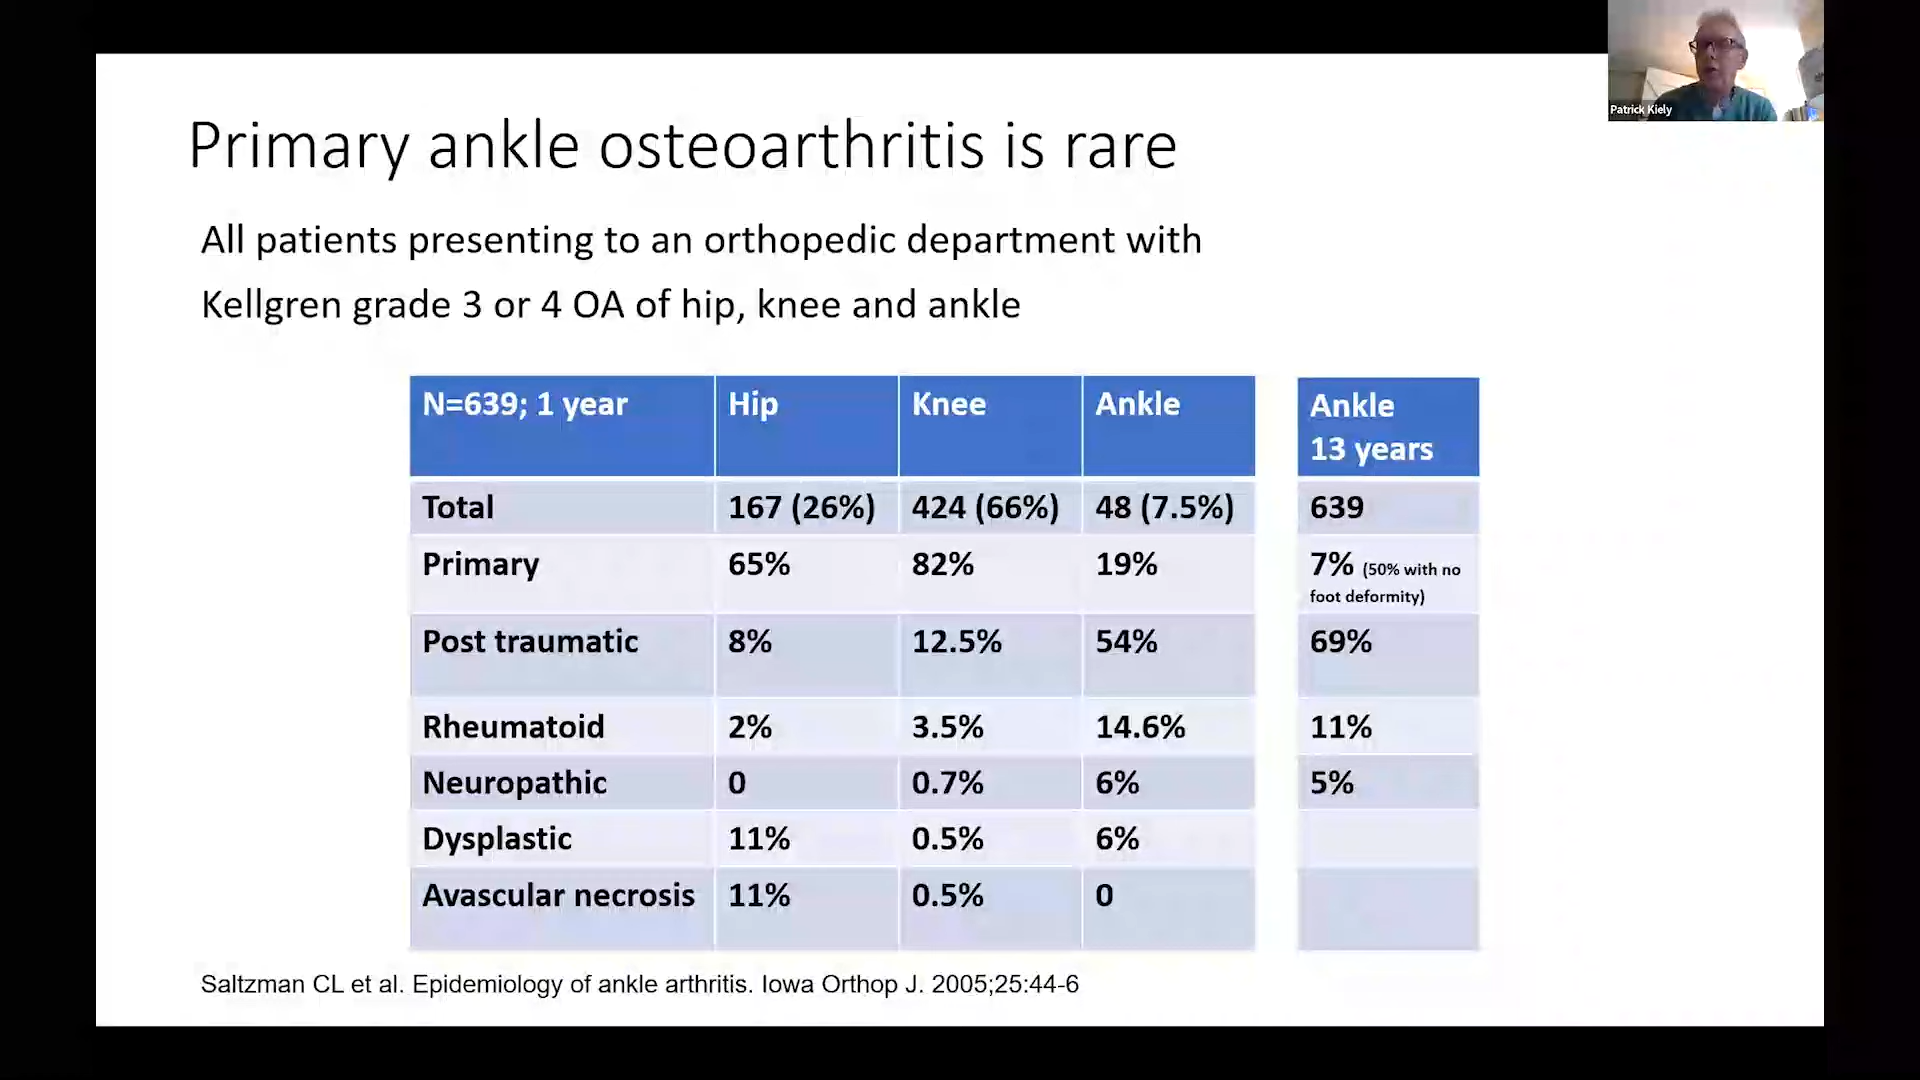 Patrick Kiely
Primary ankle osteoarthritis is rare
All patients presenting to an orthopedic department with
Kellgren grade 3 or 4 OA of hip, knee and ankle
N=639; 1 year Hip Knee Ankle Ankle
13 years
Total 167 (26%) 424 (66%) 48 (7.5%) 639
Primary 65% 82% 19% 7% (50% with no
foot deformity)
Post traumatic 8% 12.5% 54% 69%
Rheumatoid 2% 3.5% 14.6% 11%
Neuropathic 0 0.7% 6% 5%
Dysplastic 11% 0.5% 6%
Avascular necrosis 11% 0.5% 0
Saltzman CL et al. Epidemiology of ankle arthritis. Iowa Orthop J. 2005;25:44-6